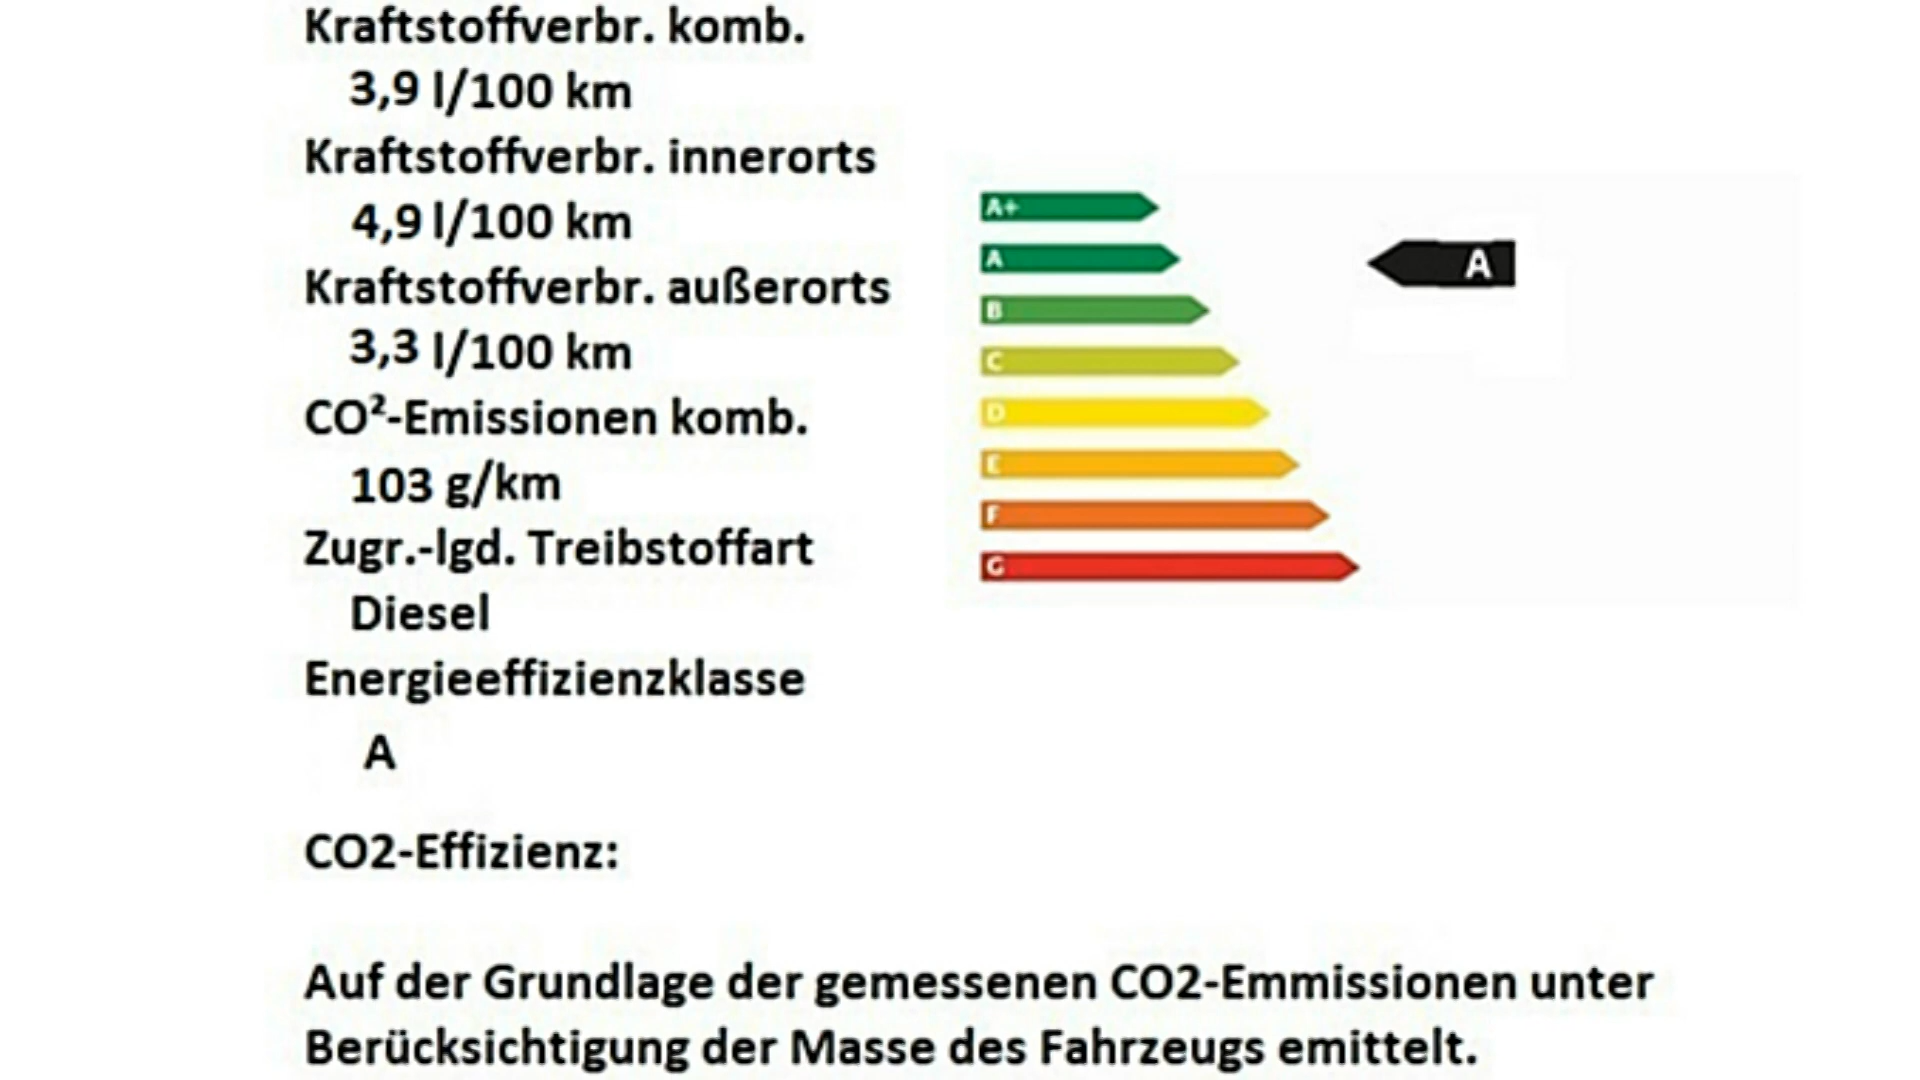 Kraftstoffverbr. komb.
3,9 l/100 km
Kraftstoffverbr. innerorts
4,9 l/100 km
Kraftstoffverbr. außerorts
3,3 l/100 km
CO²-Emissionen komb.
103 g/km
Zugr.-lgd. Treibstoffart
Diesel
Energieeffizienzklasse
A
A+
A
A
B
C
D
E
F
G
CO2-Effizienz:
Auf der Grundlage der gemessenen CO2-Emmissionen unter
Berücksichtigung der Masse des Fahrzeugs emittelt.